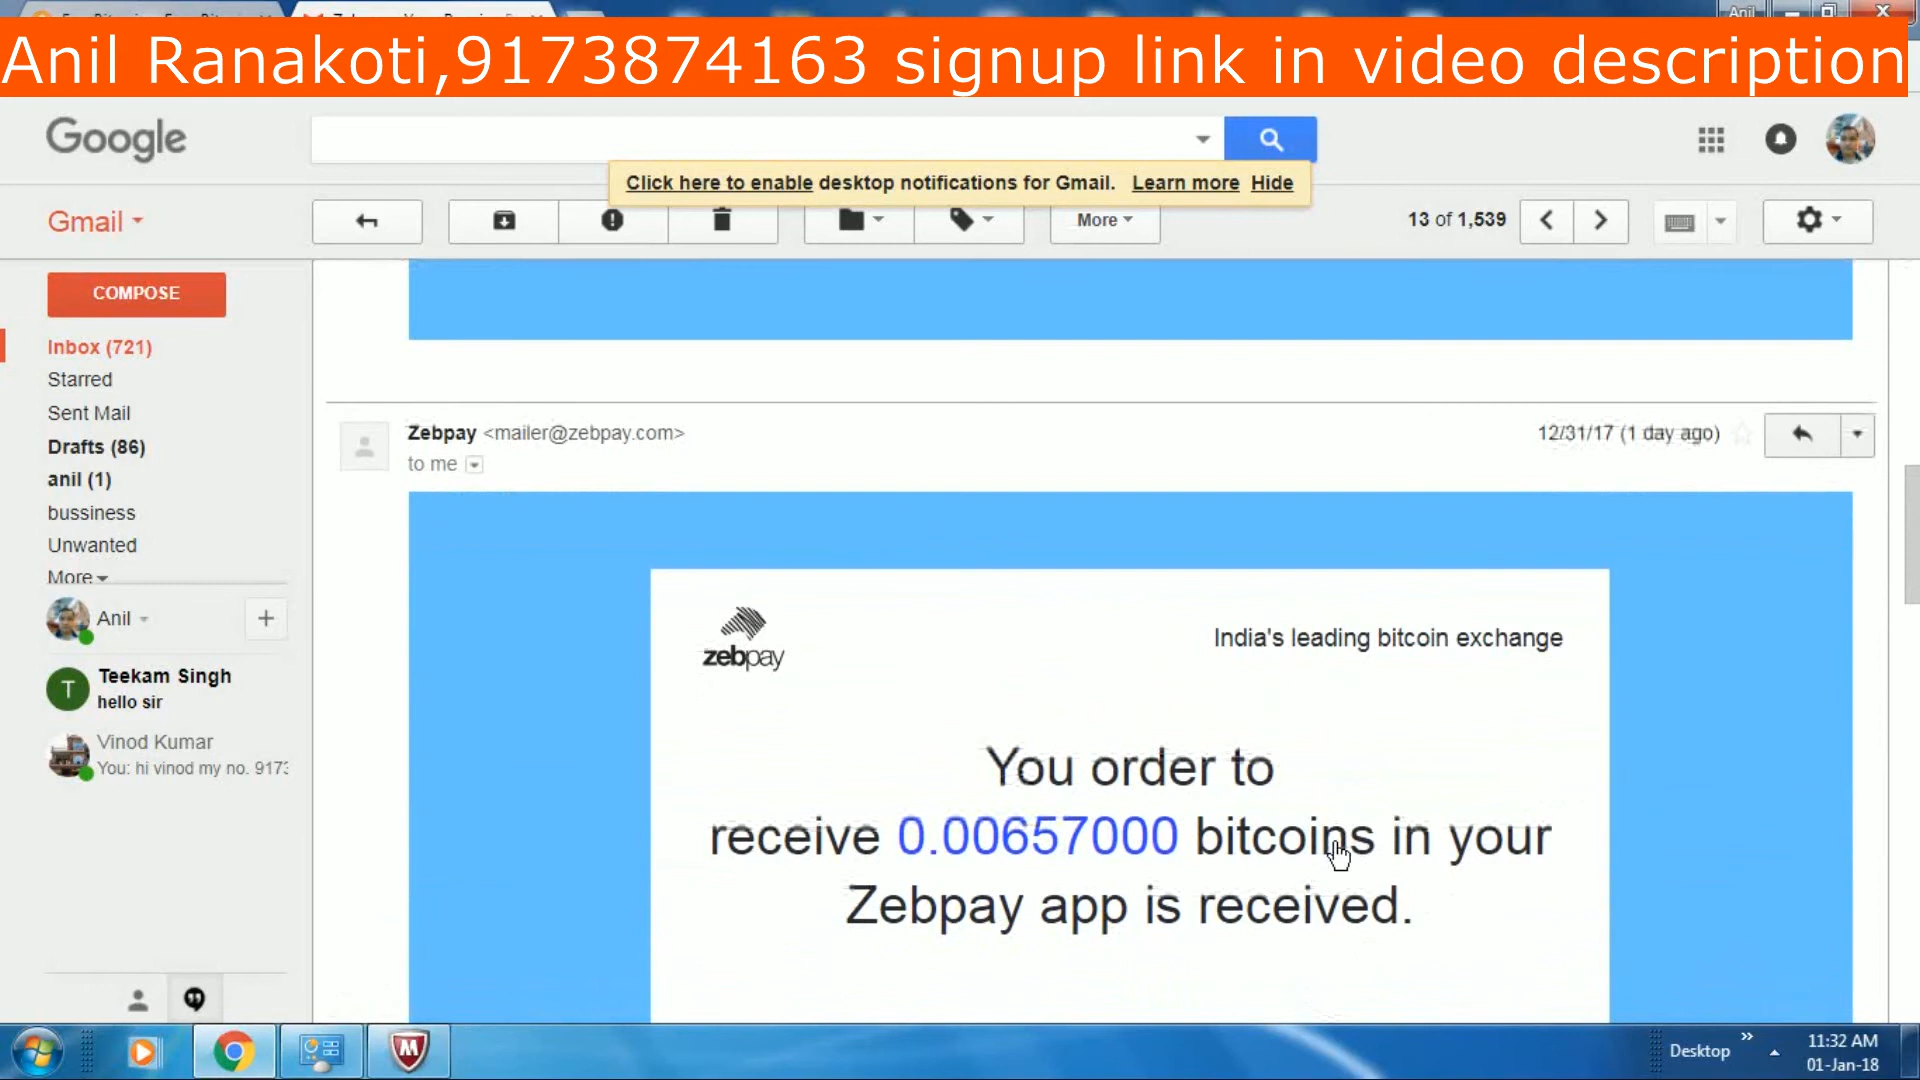 Anil
Anil Ranakoti,9173874163 signup link in video description
Google
Click here to enable desktop notifications for Gmail. Learn more Hide
Gmail
More
13 of 1,539
COMPOSE
Inbox (721)
Starred
Sent Mail
Drafts (86)
anil (1)
bussiness
Unwanted
More
Anil
T
Teekam Singh
hello sir
Vinod Kumar
You: hi vinod my no. 9173
Zebpay <mailer@zebpay.com>
12/31/17 (1 day ago)
to me
zebpay
India's leading bitcoin exchange
You order to
receive 0.00657000 bitcoins in your
Zebpay app is received.
Desktop
11:32 AM
01-Jan-18